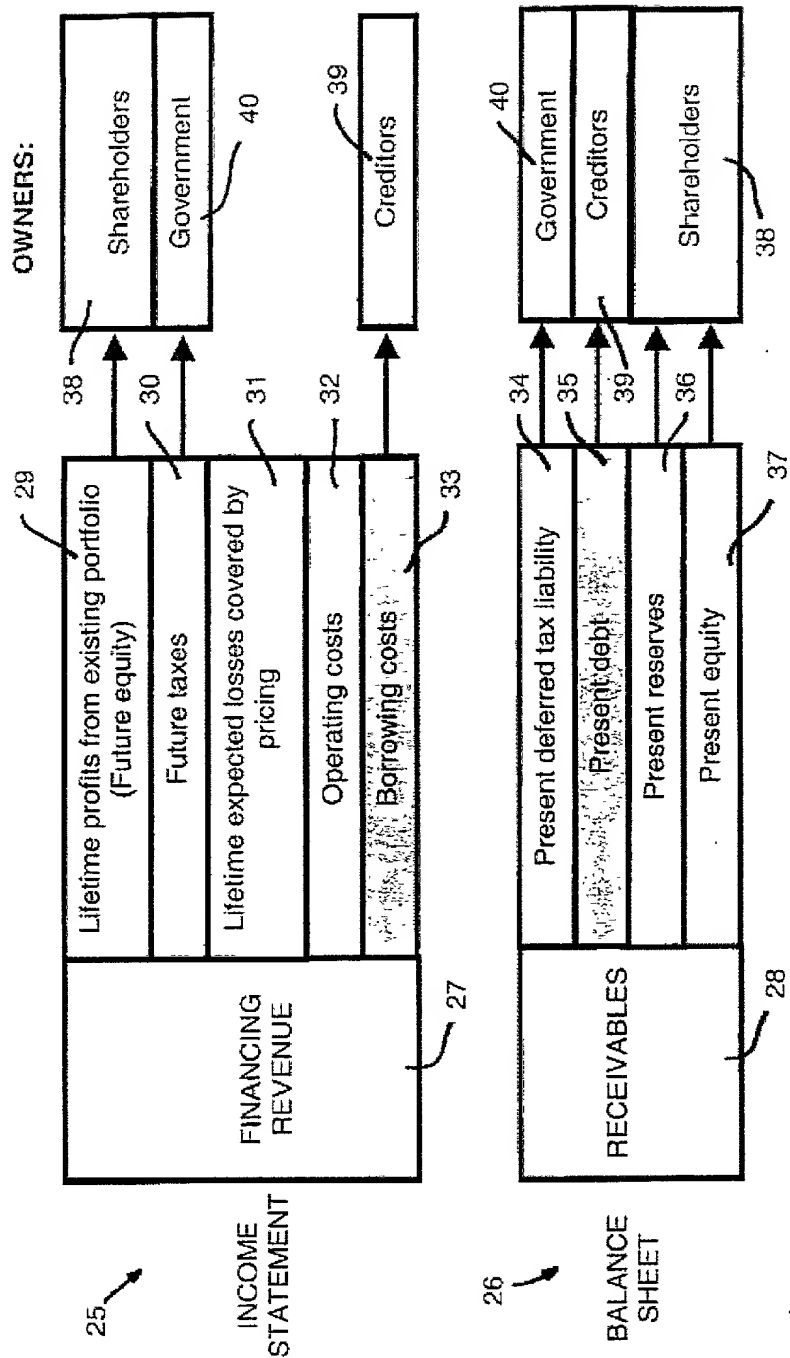 OWNERS:
25
INCOME
STATEMENT
FINANCING
REVENUE
27
29
Lifetime profits from existing portfolio
(Future equity)
Future taxes
30
Lifetime expected losses covered by
pricing
31
Operating costs
32
Borrowing costs
33
38
Shareholders
Government
40
Creditors
39
26
BALANCE
SHEET
RECEIVABLES
28
Present deferred tax liability
34
Present debt
35
Present reserves
36
Present equity
37
Government
40
Creditors
39
Shareholders
38